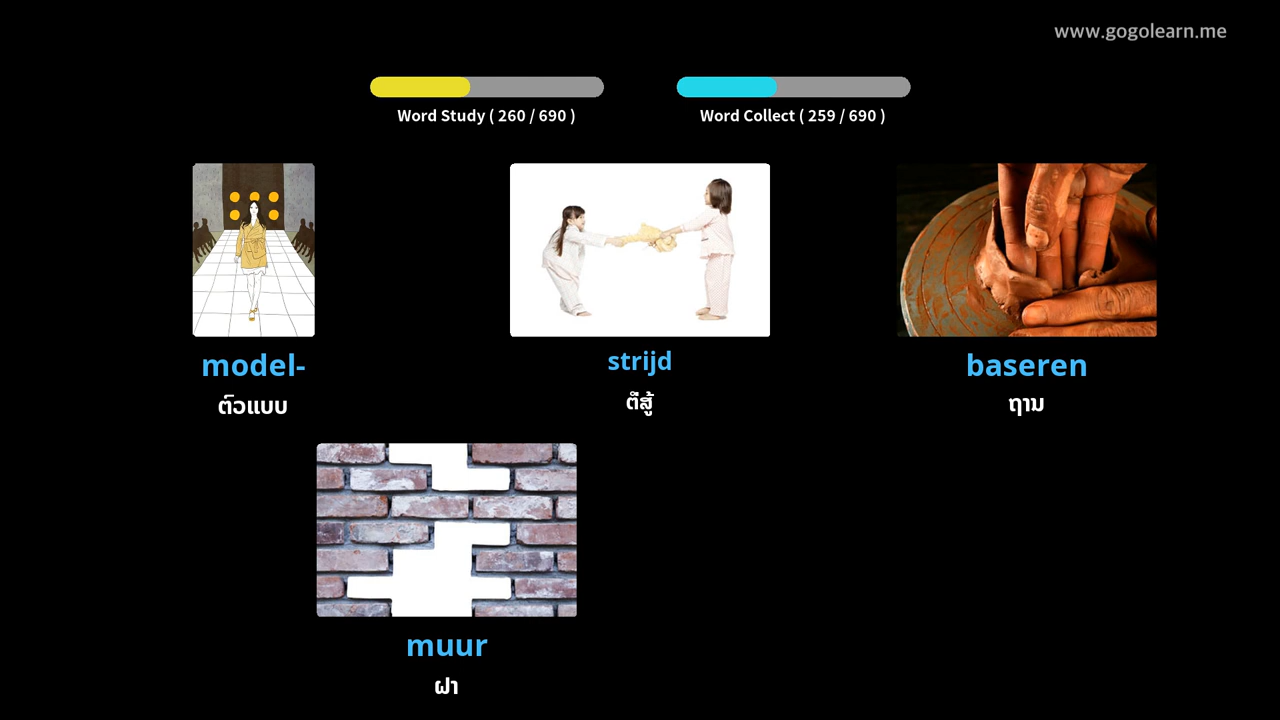 www.gogolearn.me
Word Study ( 260 / 690 )
Word Collect ( 259 / 690 )
model-
ຕົວແບບ
strijd
ຕໍ່ສູ້
baseren
ຖານ
muur
ຝາ